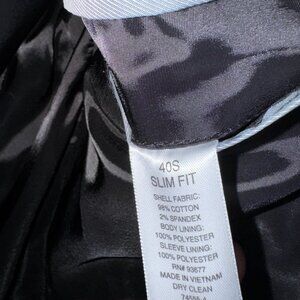 40S
SLIM FIT
SHELL FABRIC:
98% COTTON
2% SPANDEX
BODY LINING:
100% POLYESTER
SLEEVE LINING:
100% POLYESTER
RN# 93677
MADE IN VIETNAM
DRY CLEAN